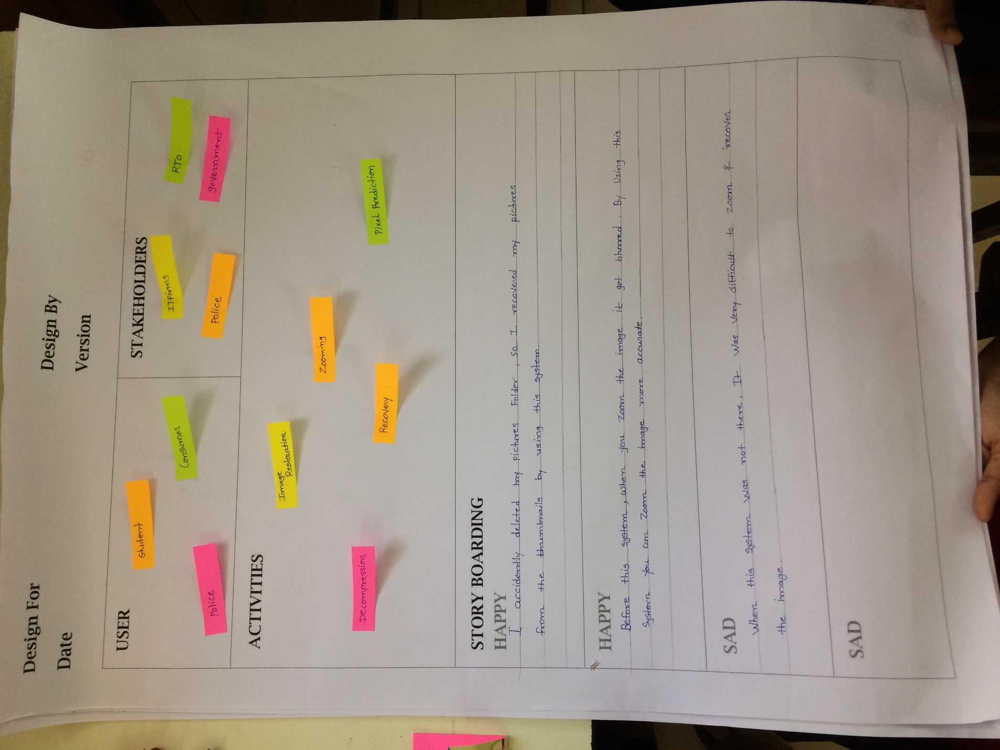 Design For
Design By
Date
Version
USER
Student
Consumer
Police
STAKEHOLDERS
ITFirms
RTO
Police
government
ACTIVITIES
Image
Restoration
Zooming
Decompression
Recovery
Pixel Prediction
STORY BOARDING
HAPPY
I accidently deleted my pictures Folder, so I recovered my pictures
from the thumbnails by using this system.
HAPPY
Before this system, when you zoom the image it got bhurred. By Using this
system you can zoom the image more accurate.
SAD
When this system was not there, It was very difficult to zoom & recover
the image.
SAD